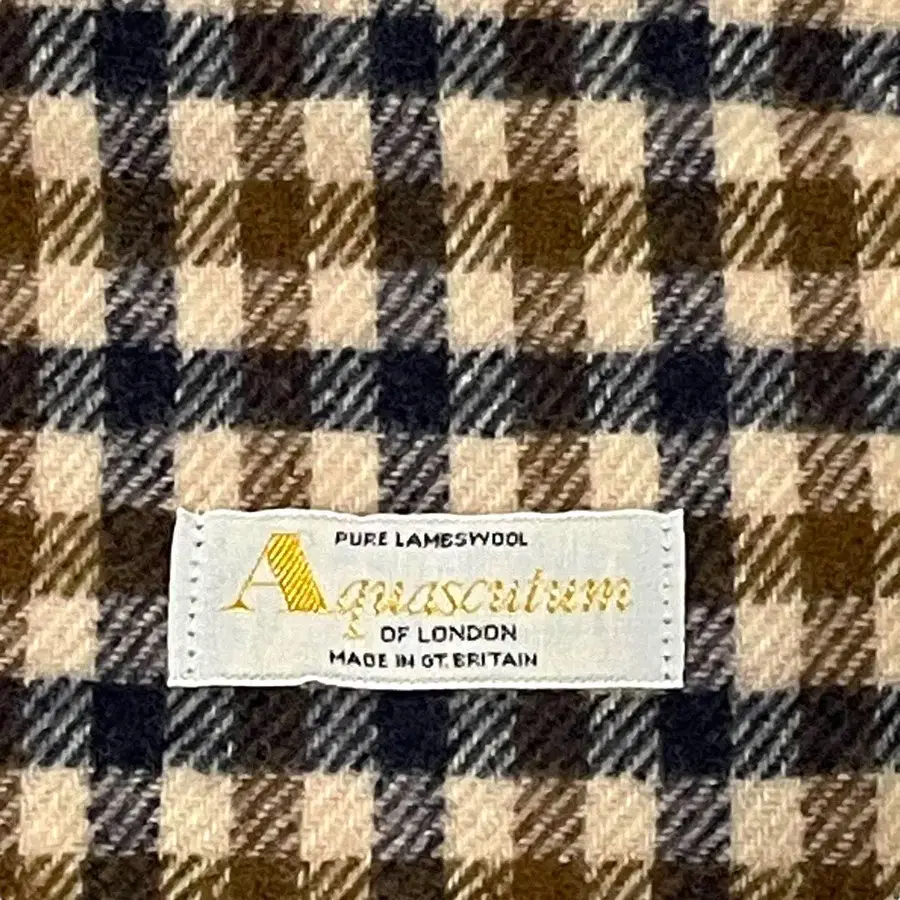 PURE LAMBSWOOL
Aquascutum
OF LONDON
MADE IN GT. BRITAIN